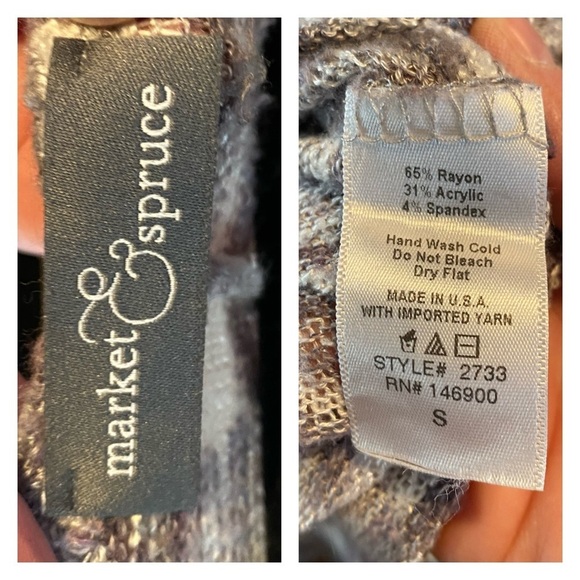 market & spruce
65% Rayon
31% Acrylic
4% Spandex
Hand Wash Cold
Do Not Bleach
Dry Flat
MADE IN U.S.A.
WITH IMPORTED YARN
STYLE# 2733
RN# 146900
S